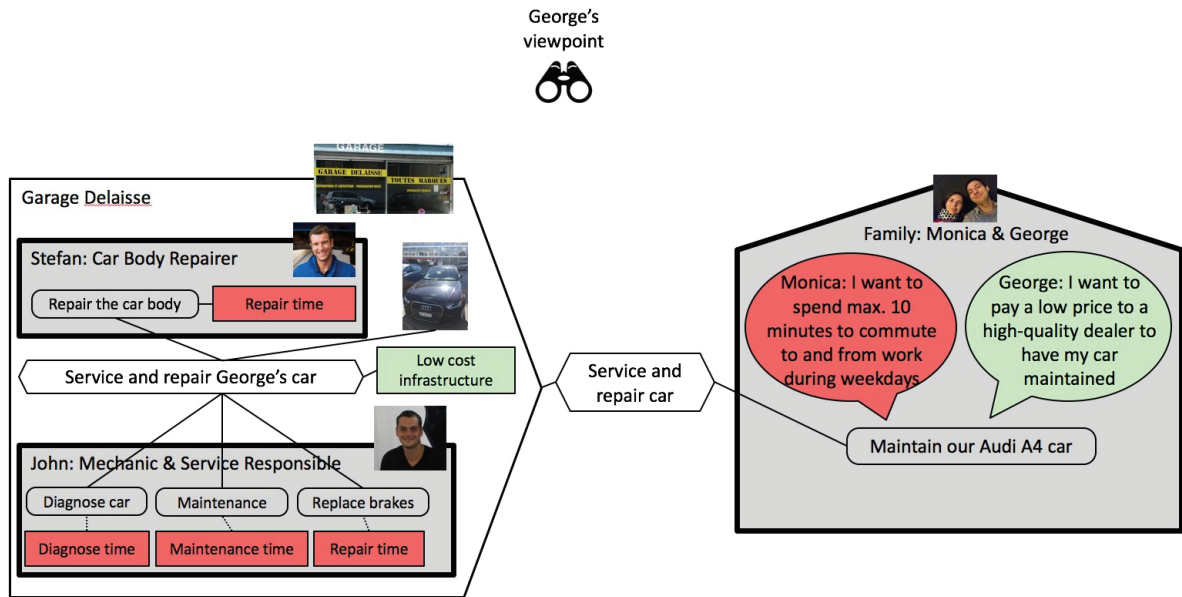 George's
viewpoint
GARAGE
GARAGE DELAISSE
TOUTES MARQUES
Garage Delaisse
Stefan: Car Body Repairer
Repair the car body
Repair time
Service and repair George's car
Low cost
infrastructure
John: Mechanic & Service Responsible
Diagnose car
Maintenance
Replace brakes
Diagnose time
Maintenance time
Repair time
Service and
repair car
Family: Monica & George
Monica: I want to
spend max. 10
minutes to commute
to and from work
during weekdays
George: I want to
pay a low price to a
high-quality dealer to
have my car
maintained
Maintain our Audi A4 car